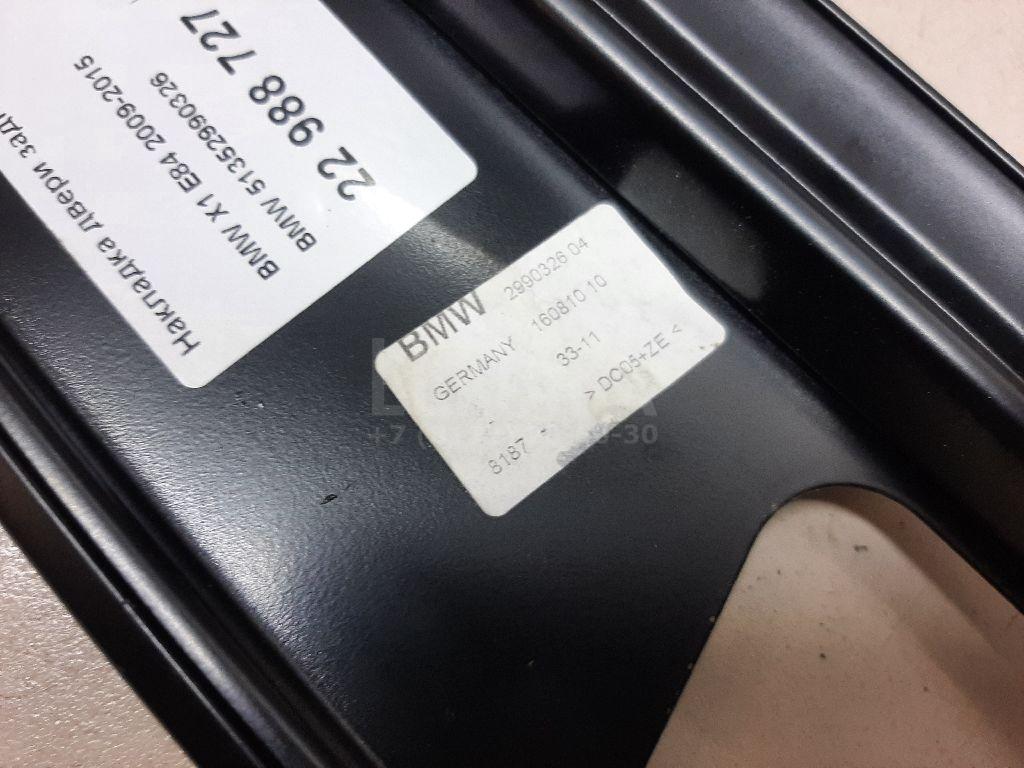 Накладка двери
BMW X1 E84 2009-2015
BMW 51352990326
22 988 727
BMW 2990326 04
GERMANY 160810 10
- 33-11
8187 - > DC05+ZE <